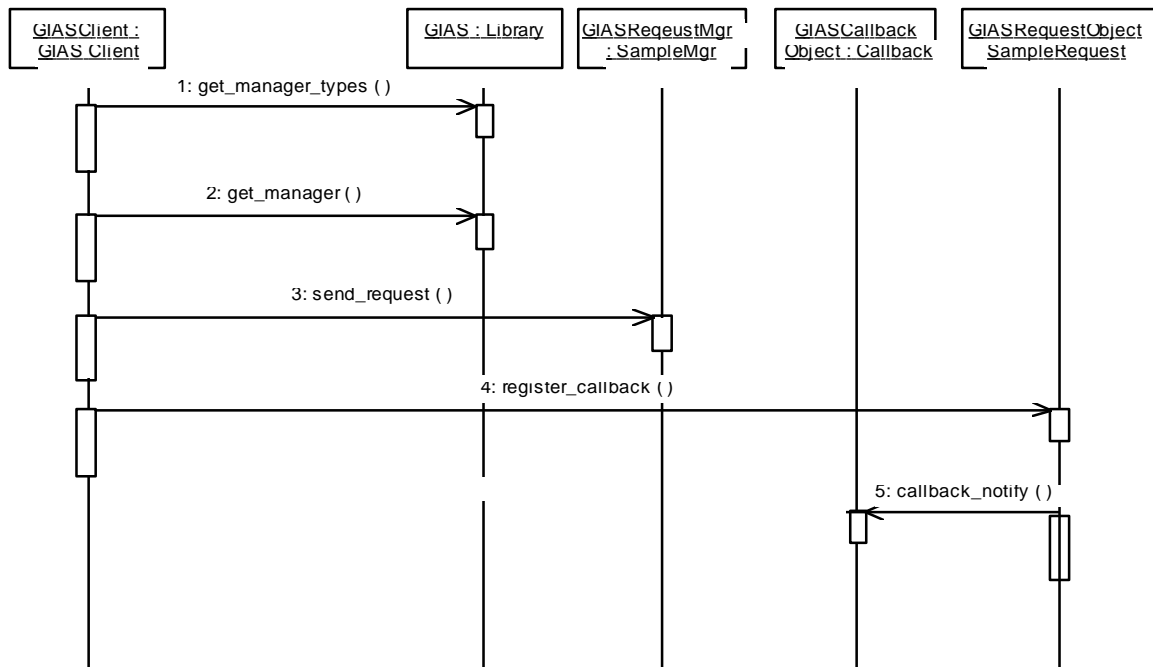 GIASClient :
GIAS Client
GIAS : Library
GIASReqeustMgr
: SampleMgr
GIASCallback
Object : Callback
GIASRequestObject
SampleRequest
1: get_manager_types ( )
2: get_manager ( )
3: send_request ( )
4: register_callback ( )
5: callback_notify ( )